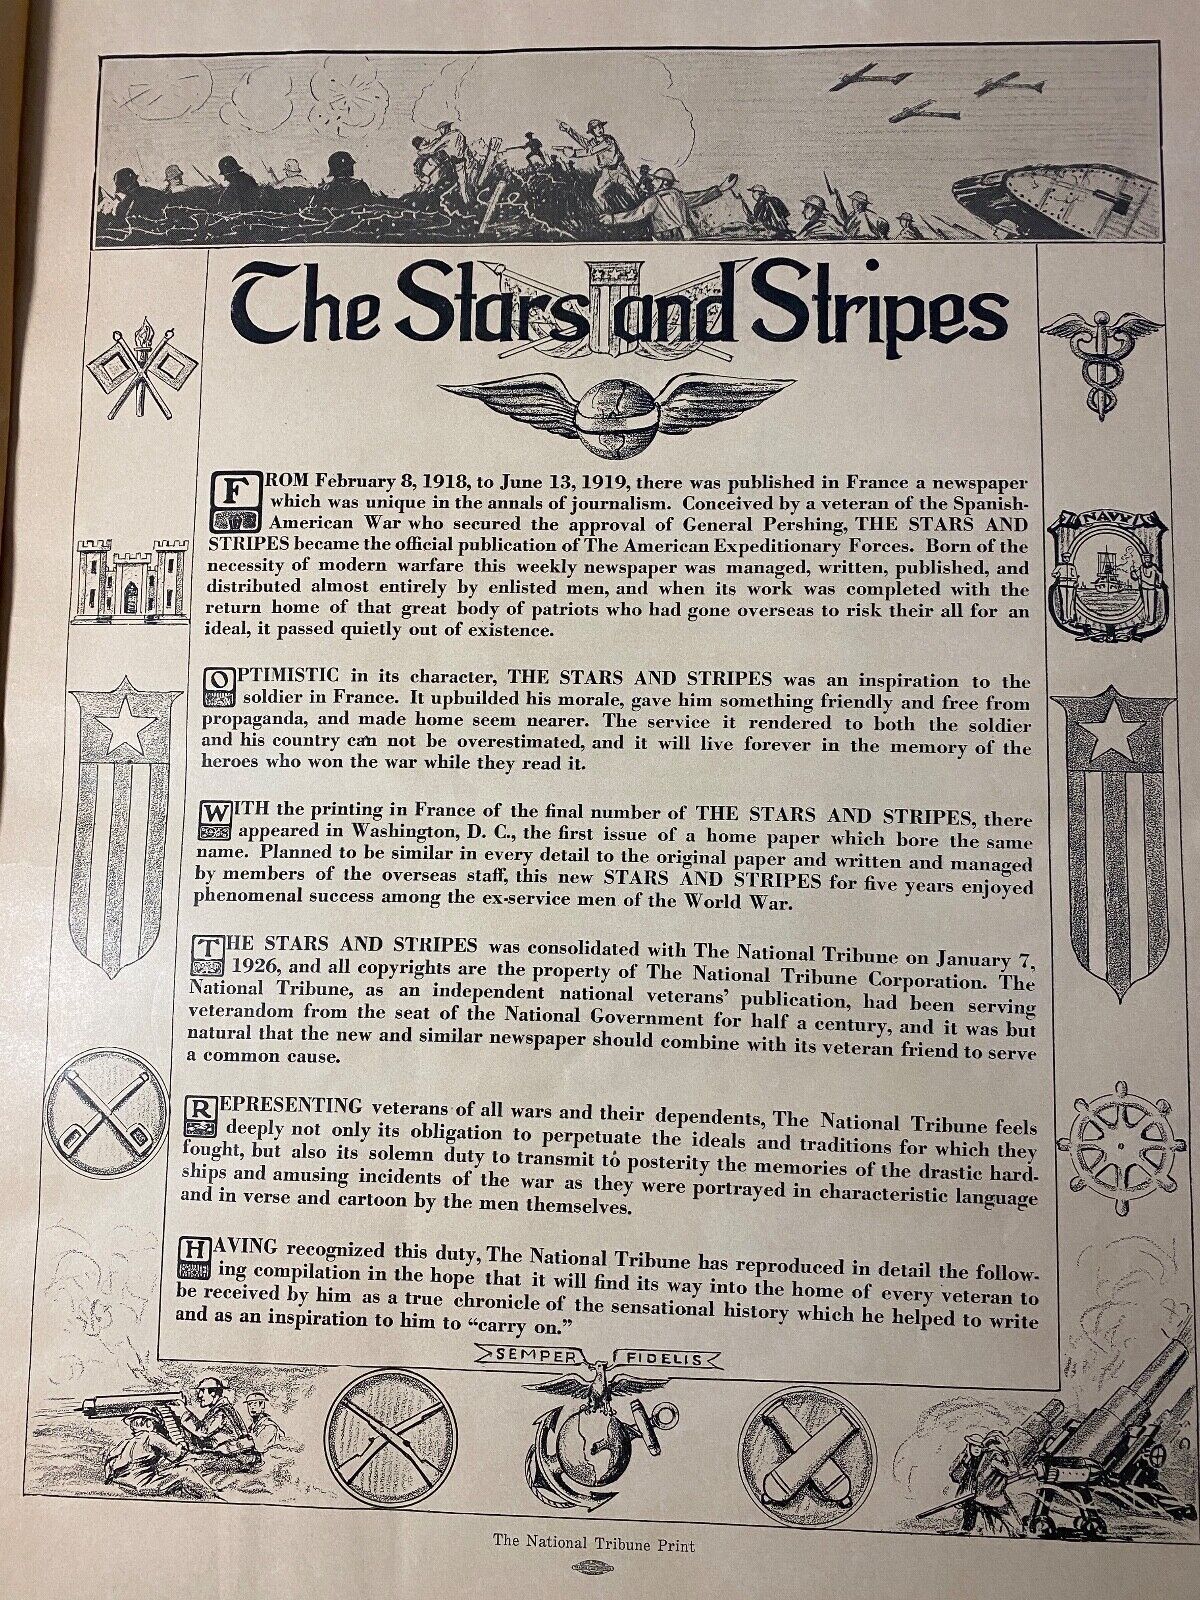 The Stars and Stripes
FROM February 8, 1918, to June 13, 1919, there was published in France a newspaper
which was unique in the annals of journalism. Conceived by a veteran of the Spanish-
American War who secured the approval of General Pershing, THE STARS AND
STRIPES became the official publication of The American Expeditionary Forces. Born of the
necessity of modern warfare this weekly newspaper was managed, written, published, and
distributed almost entirely by enlisted men, and when its work was completed with the
return home of that great body of patriots who had gone overseas to risk their all for an
ideal, it passed quietly out of existence.
NAVY
OPTIMISTIC in its character, THE STARS AND STRIPES was an inspiration to the
soldier in France. It upbuilded his morale, gave him something friendly and free from
propaganda, and made home seem nearer. The service it rendered to both the soldier
and his country can not be overestimated, and it will live forever in the memory of the
heroes who won the war while they read it.
WITH the printing in France of the final number of THE STARS AND STRIPES, there
appeared in Washington, D. C., the first issue of a home paper which bore the same
name. Planned to be similar in every detail to the original paper and written and managed
by members of the overseas staff, this new STARS AND STRIPES for five years enjoyed
phenomenal success among the ex-service men of the World War.
THE STARS AND STRIPES was consolidated with The National Tribune on January 7,
1926, and all copyrights are the property of The National Tribune Corporation. The
National Tribune, as an independent national veterans' publication, had been serving
veterandom from the seat of the National Government for half a century, and it was but
natural that the new and similar newspaper should combine with its veteran friend to serve
a common cause.
REPRESENTING veterans of all wars and their dependents, The National Tribune feels
deeply not only its obligation to perpetuate the ideals and traditions for which they
fought, but also its solemn duty to transmit to posterity the memories of the drastic hard-
ships and amusing incidents of the war as they were portrayed in characteristic language
and in verse and cartoon by the men themselves.
HAVING recognized this duty, The National Tribune has reproduced in detail the follow-
ing compilation in the hope that it will find its way into the home of every veteran to
be received by him as a true chronicle of the sensational history which he helped to write
and as an inspiration to him to "carry on."
SEMPER FIDELIS
The National Tribune Print